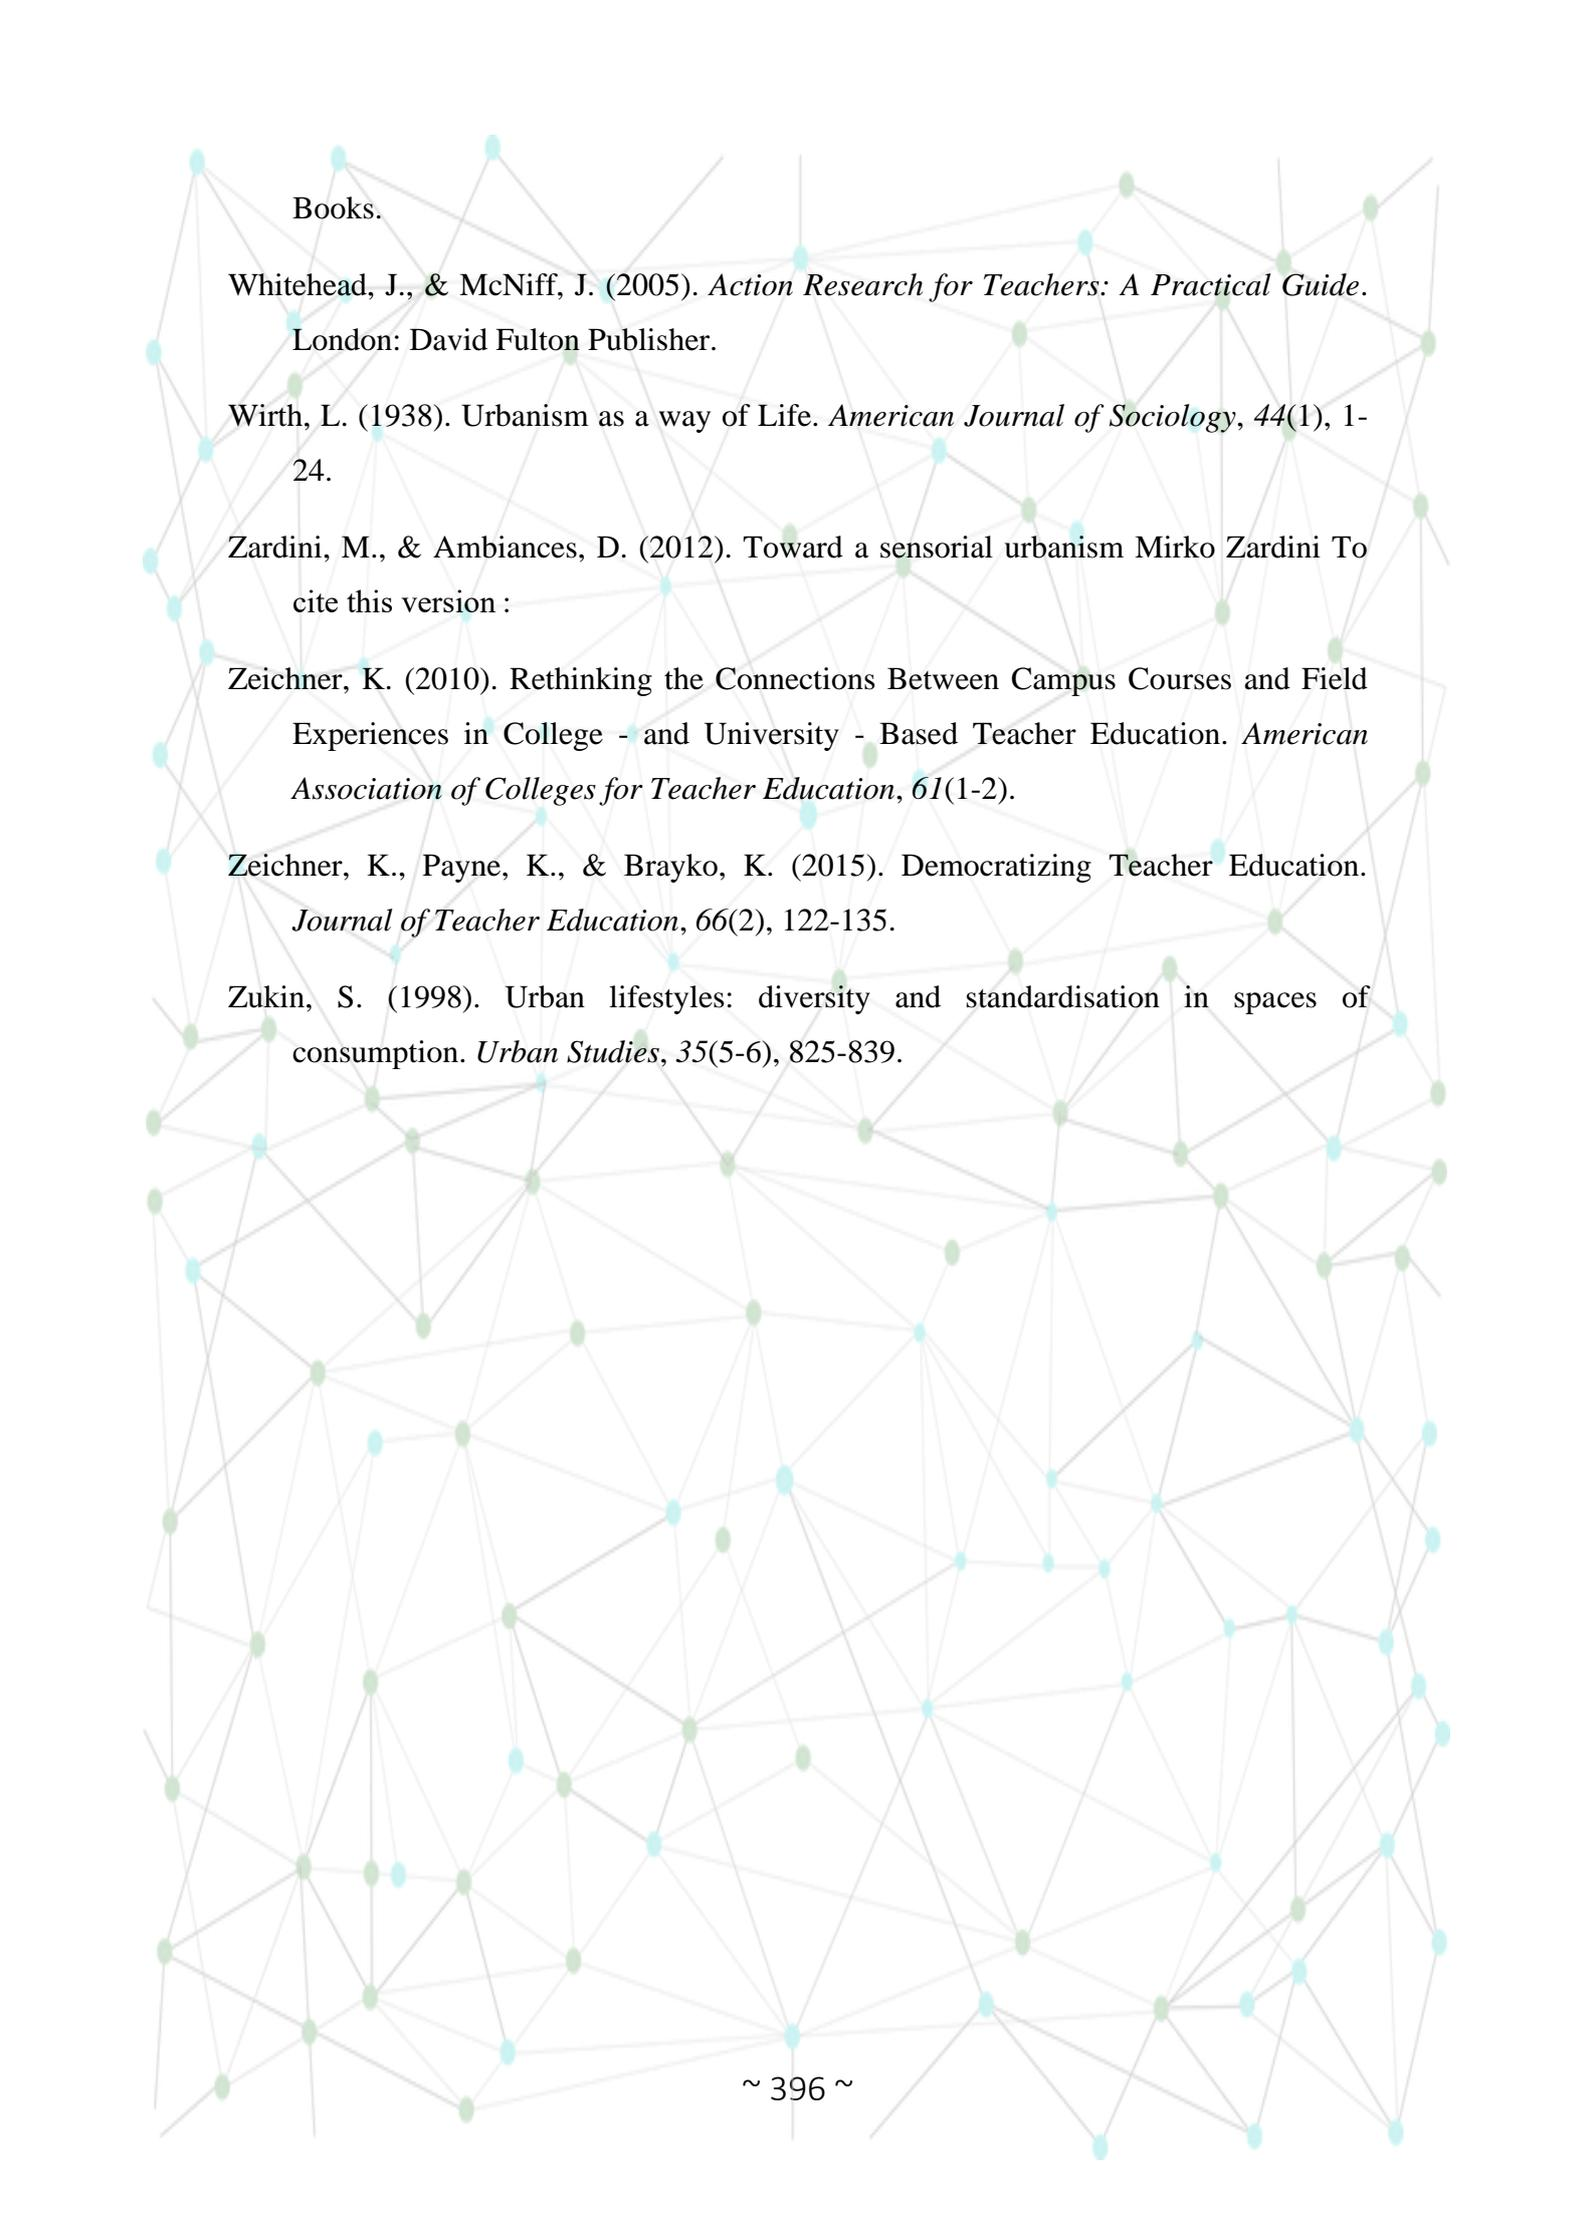 Books.
Whitehead, J., & McNiff, J. (2005). Action Research for Teachers: A Practical Guide.
London: David Fulton Publisher.
Wirth, L. (1938). Urbanism as a way of Life. American Journal of Sociology, 44(1), 1-
24.
Zardini, M., & Ambiances, D. (2012). Toward a sensorial urbanism Mirko Zardini To
cite this version :
Zeichner, K. (2010). Rethinking the Connections Between Campus Courses and Field
Experiences in College - and University - Based Teacher Education. American
Association of Colleges for Teacher Education, 61(1-2).
Zeichner, K., Payne, K., & Brayko, K. (2015). Democratizing Teacher Education.
Journal of Teacher Education, 66(2), 122-135.
Zukin, S. (1998). Urban lifestyles: diversity and standardisation in spaces of
consumption. Urban Studies, 35(5-6), 825-839.
~ 396 ~